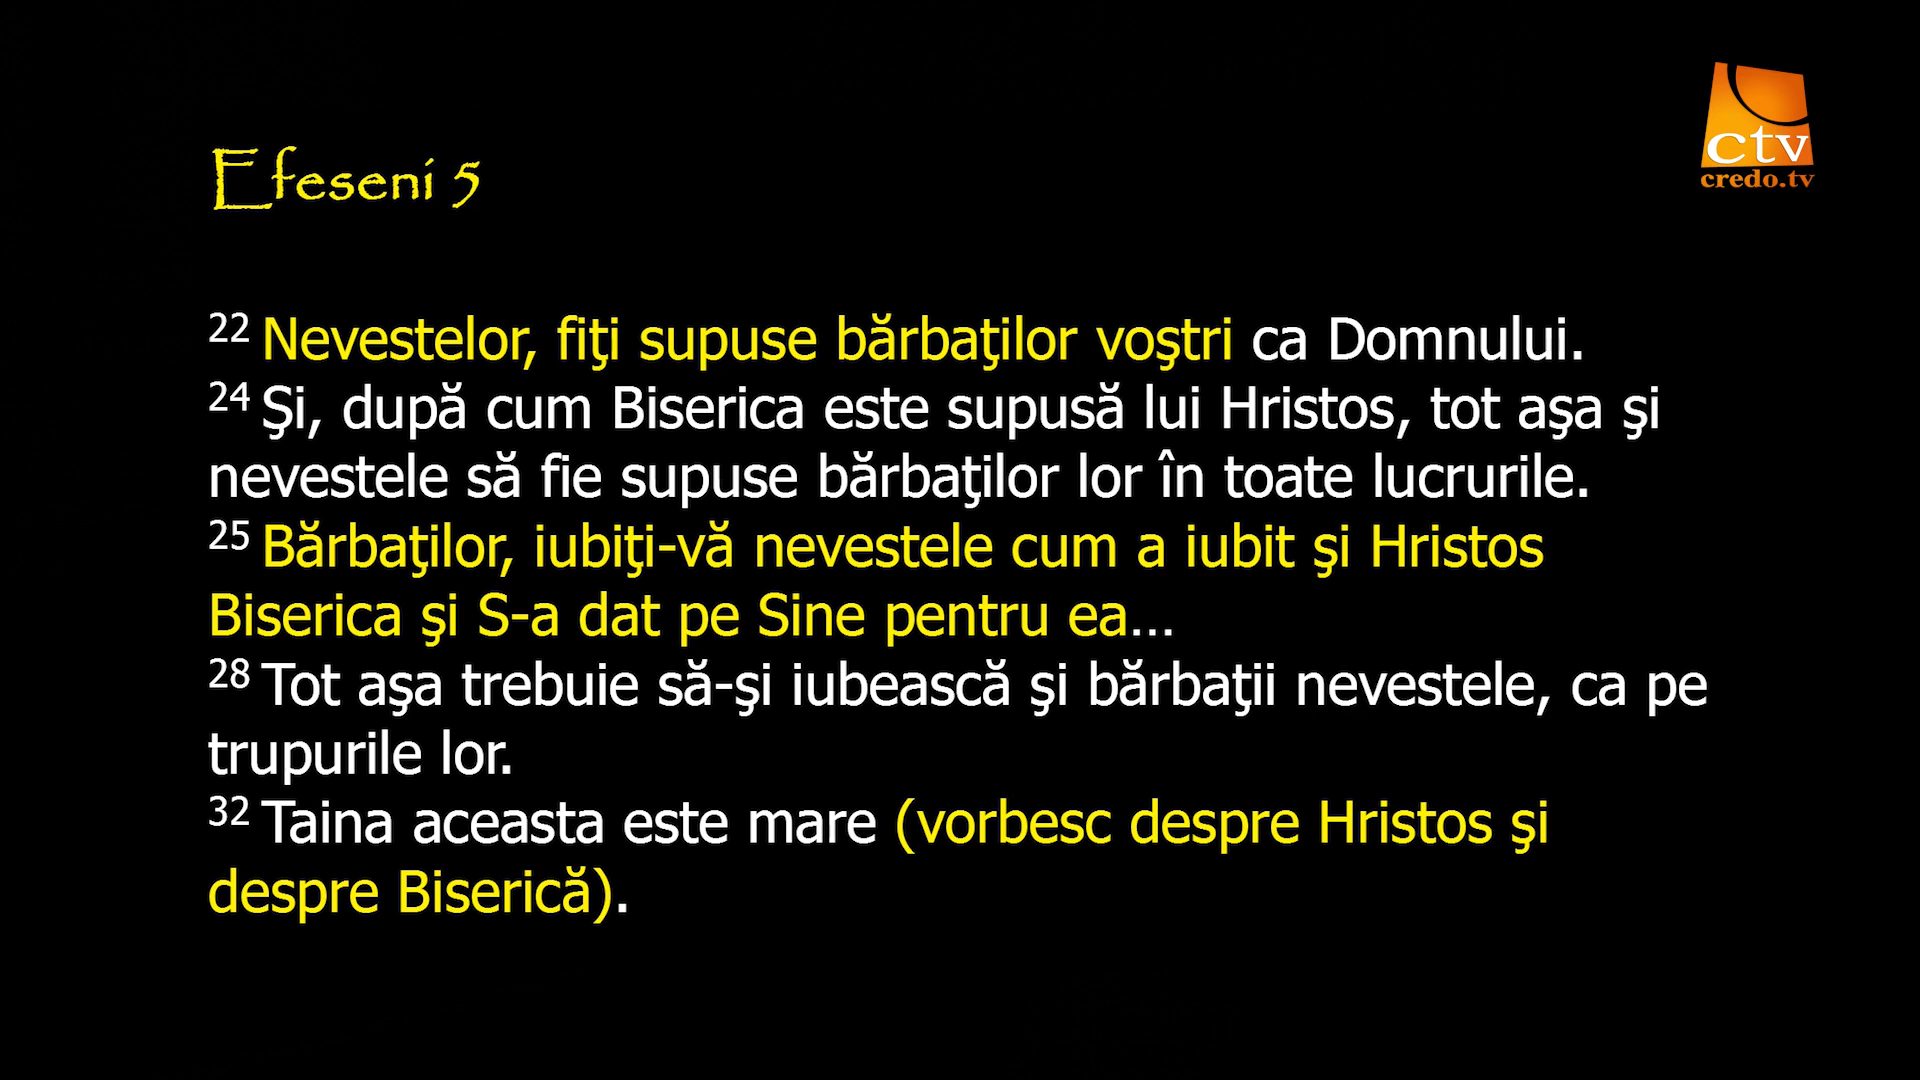 ctv
credo.tv
Efeseni 5
22 Nevestelor, fiţi supuse bărbaţilor voştri ca Domnului.
24 Şi, după cum Biserica este supusă lui Hristos, tot aşa şi
nevestele să fie supuse bărbaţilor lor în toate lucrurile.
25 Bărbaţilor, iubiţi-vă nevestele cum a iubit şi Hristos
Biserica şi S-a dat pe Sine pentru ea...
28 Tot aşa trebuie să-şi iubească şi bărbaţii nevestele, ca pe
trupurile lor.
32 Taina aceasta este mare (vorbesc despre Hristos şi
despre Biserică).